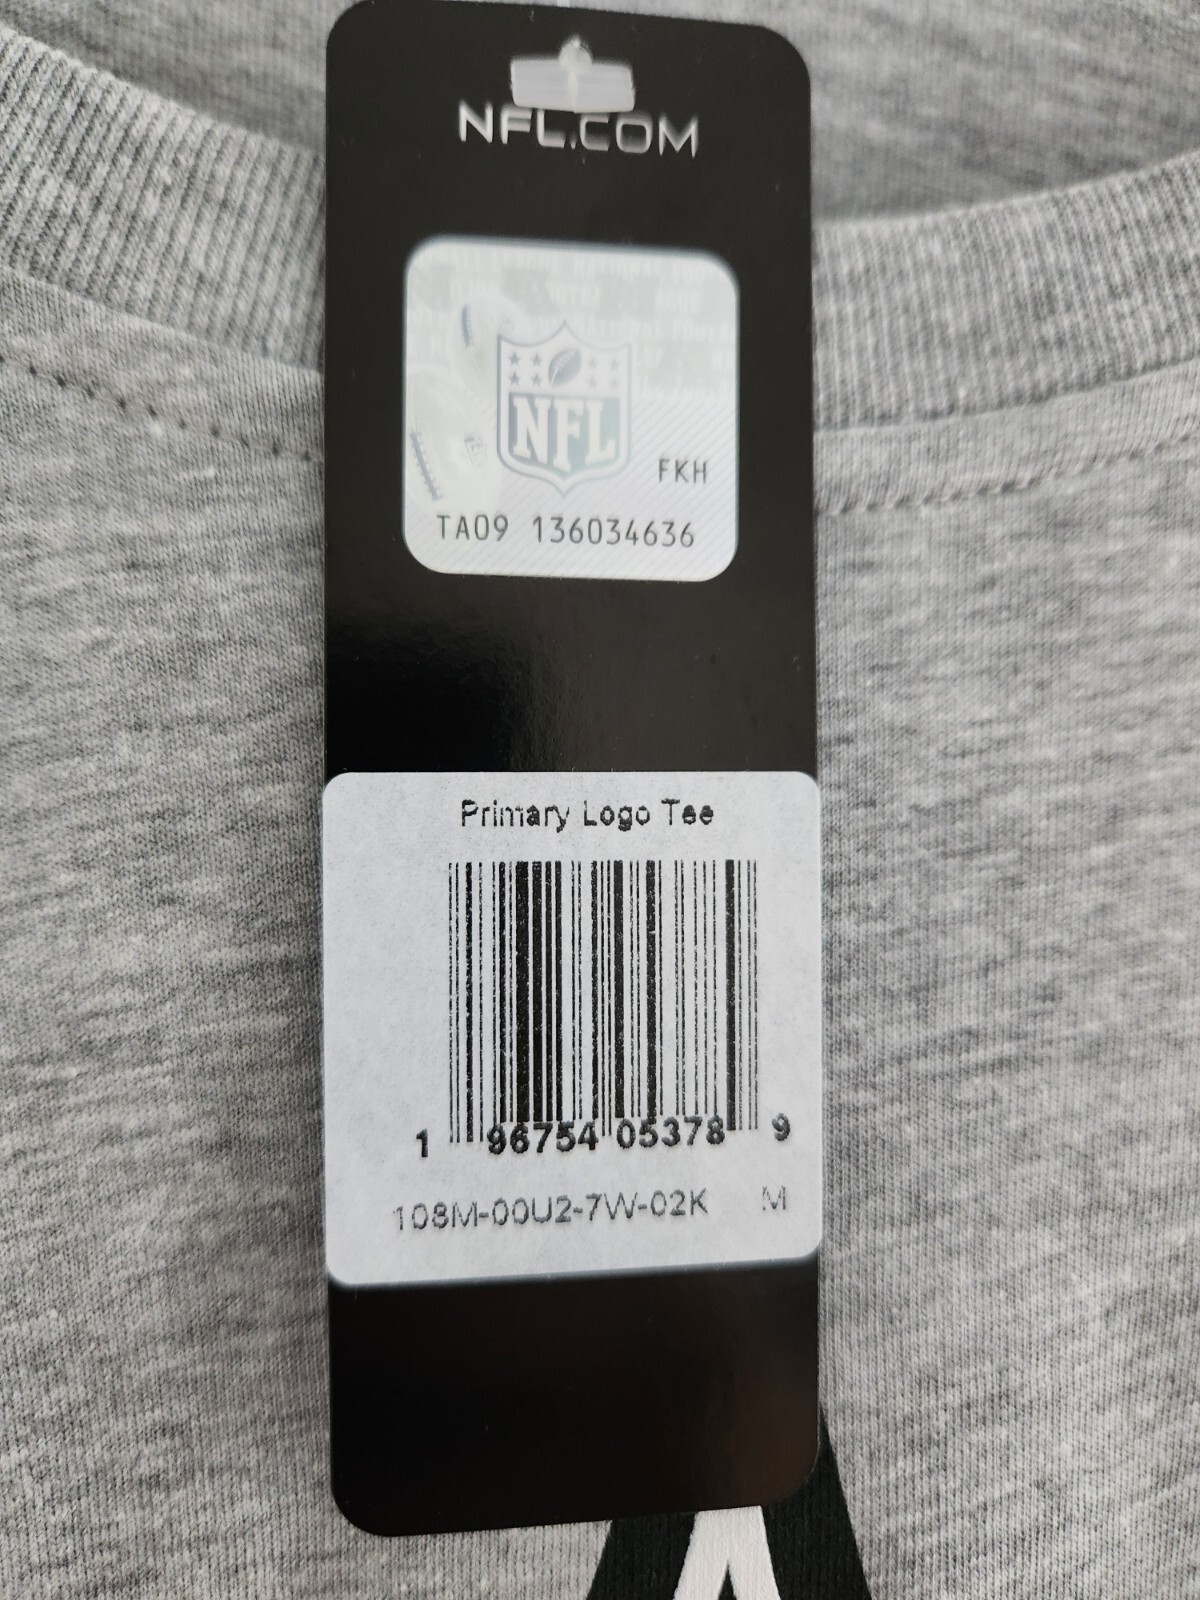 NFL.COM
NFL
FKH
TA09 136034636
Primary Logo Tee
1 96754 05378 9
108M-00U2-7W-02K M